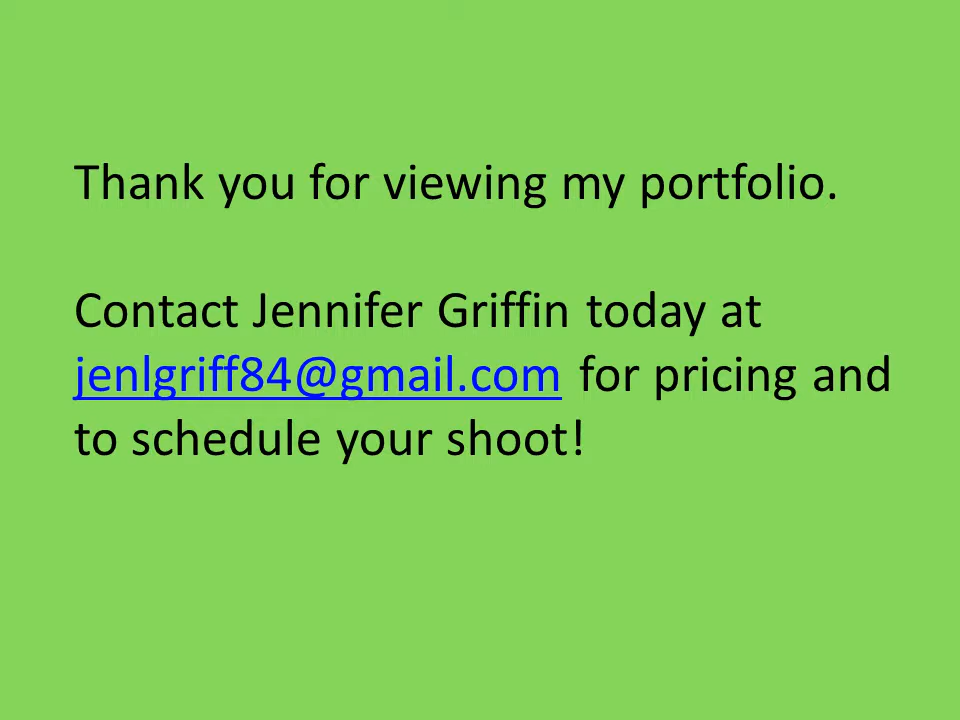 Thank you for viewing my portfolio.
Contact Jennifer Griffin today at
jenlgriff84@gmail.com for pricing and
to schedule your shoot!